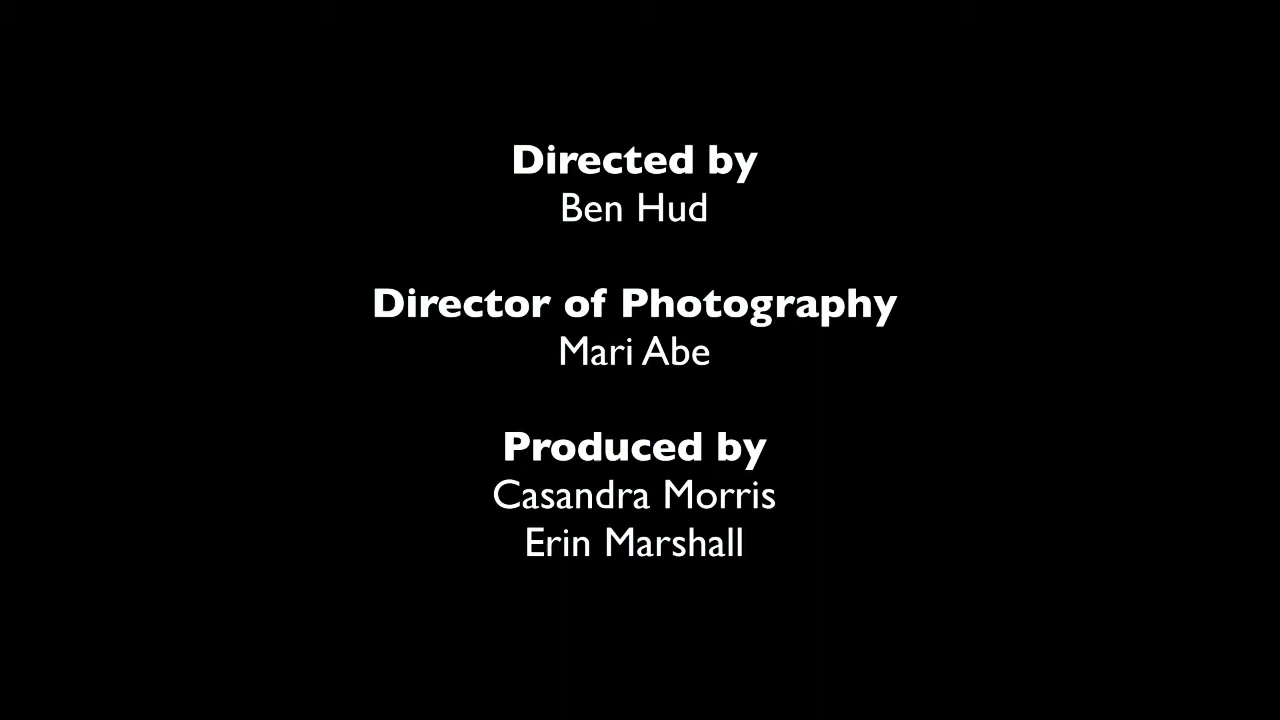 Directed by
Ben Hud
Director of Photography
Mari Abe
Produced by
Casandra Morris
Erin Marshall